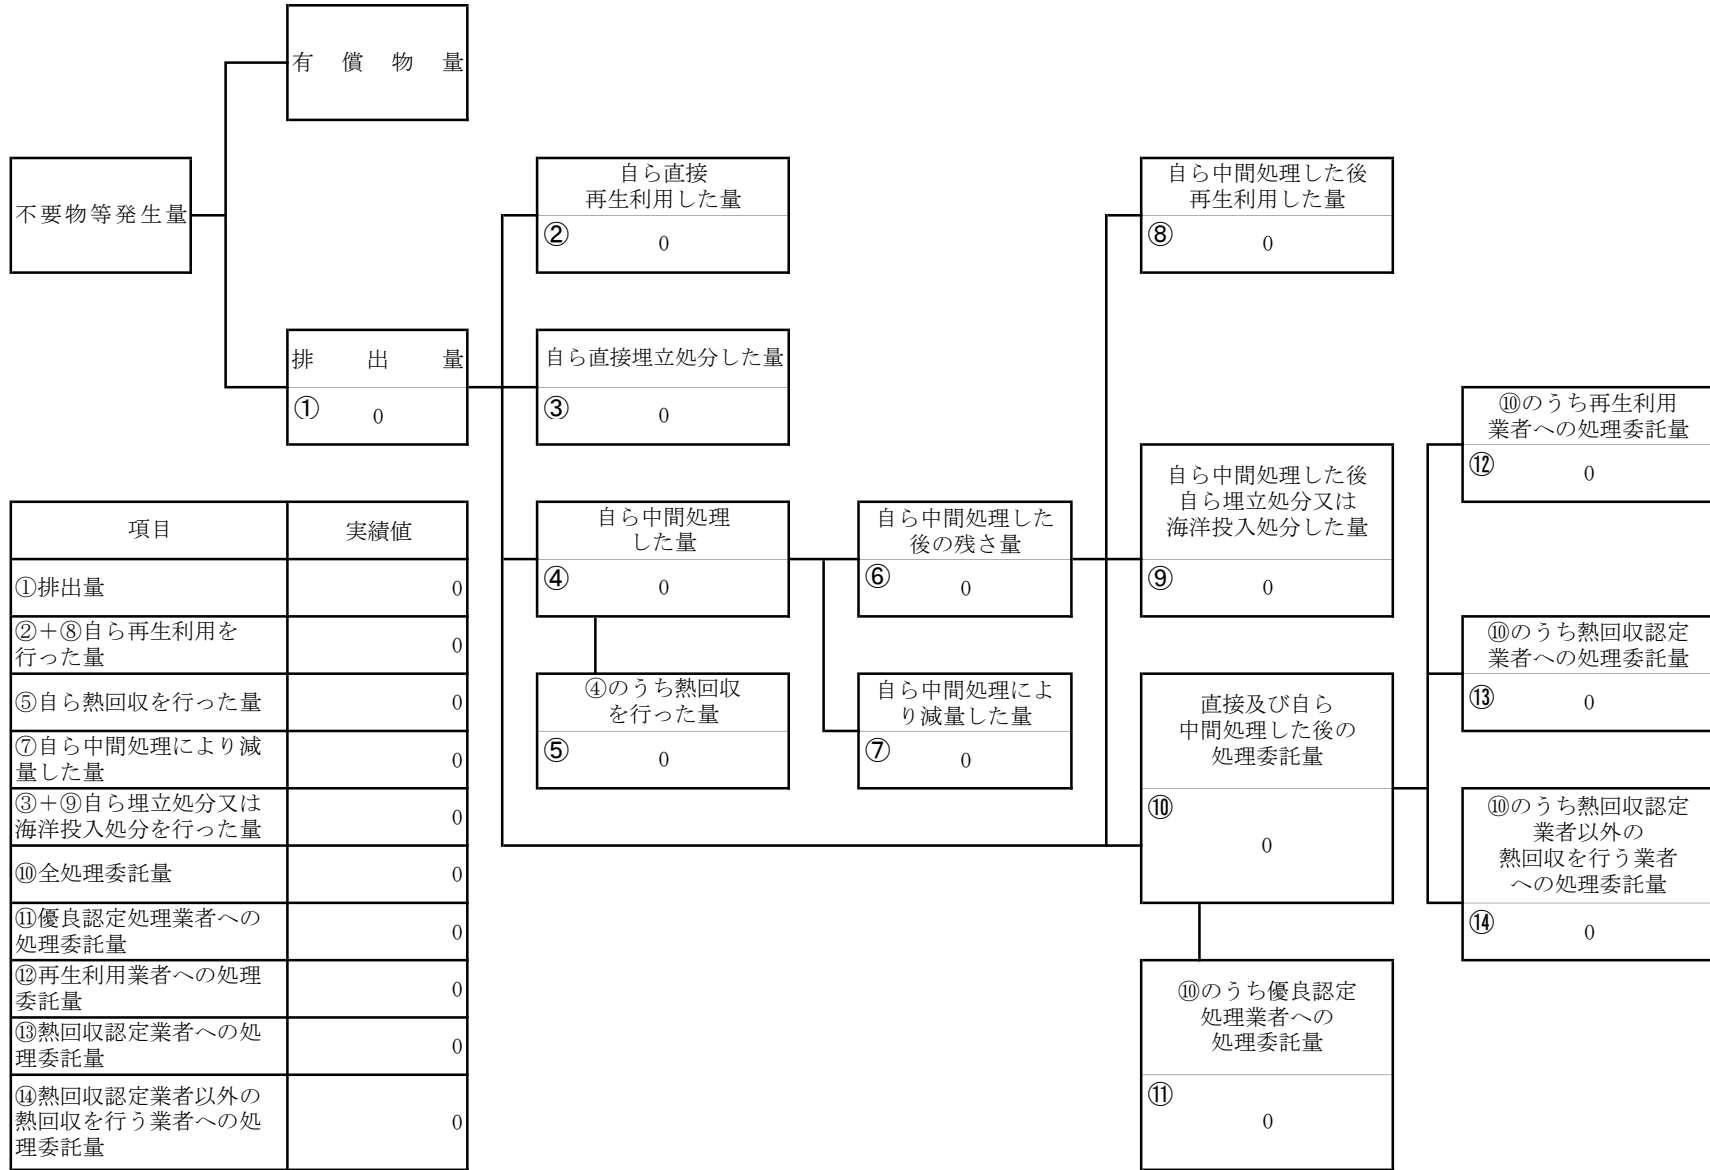 有償物量
不要物等発生量
排出量
①
0
自ら直接
再生利用した量
②
0
自ら直接埋立処分した量
③
0
自ら中間処理
した量
④
0
④のうち熱回収
を行った量
⑤
0
自ら中間処理した
後の残さ量
⑥
0
自ら中間処理によ
り減量した量
⑦
0
自ら中間処理した後
再生利用した量
⑧
0
自ら中間処理した後
自ら埋立処分又は
海洋投入処分した量
⑨
0
直接及び自ら
中間処理した後の
処理委託量
⑩
0
⑩のうち優良認定
処理業者への
処理委託量
⑪
0
⑩のうち再生利用
業者への処理委託量
⑫
0
⑩のうち熱回収認定
業者への処理委託量
⑬
0
⑩のうち熱回収認定
業者以外の
熱回収を行う業者
への処理委託量
⑭
0
項目 実績値
①排出量 0
②＋⑧自ら再生利用を
行った量 0
⑤自ら熱回収を行った量 0
⑦自ら中間処理により減
量した量 0
③＋⑨自ら埋立処分又は
海洋投入処分を行った量 0
⑩全処理委託量 0
⑪優良認定処理業者への
処理委託量 0
⑫再生利用業者への処理
委託量 0
⑬熱回収認定業者への処
理委託量 0
⑭熱回収認定業者以外の
熱回収を行う業者への処
理委託量 0